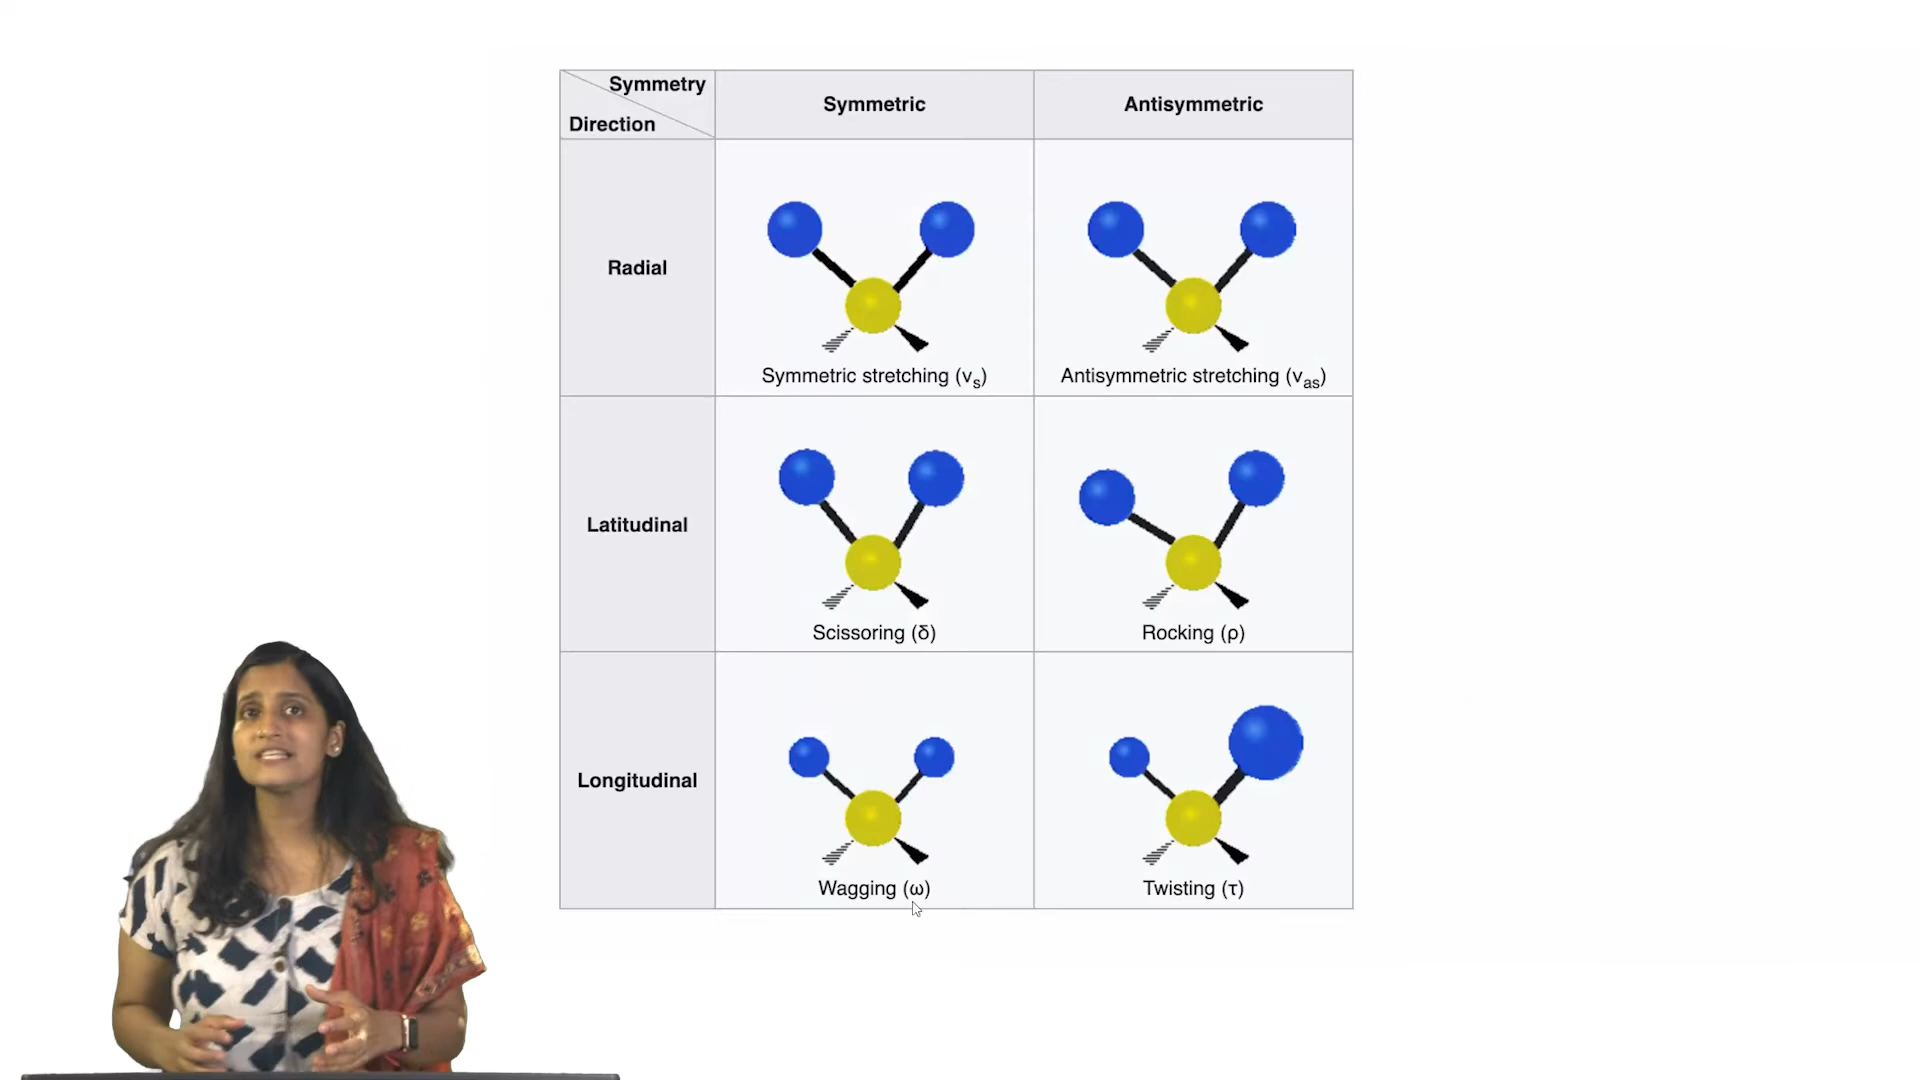 Symmetry
Direction
Symmetric
Antisymmetric
Radial
Symmetric stretching (νs)
Antisymmetric stretching (νas)
Latitudinal
Scissoring (δ)
Rocking (ρ)
Longitudinal
Wagging (ω)
Twisting (τ)